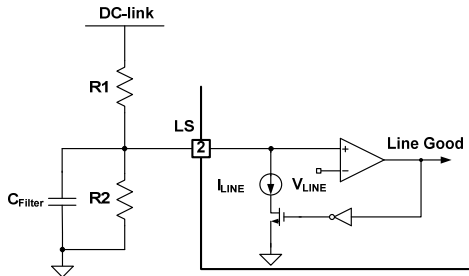 DC-link
R1
LS
2
Line Good
CFilter
R2
ILINE
VLINE
+
−